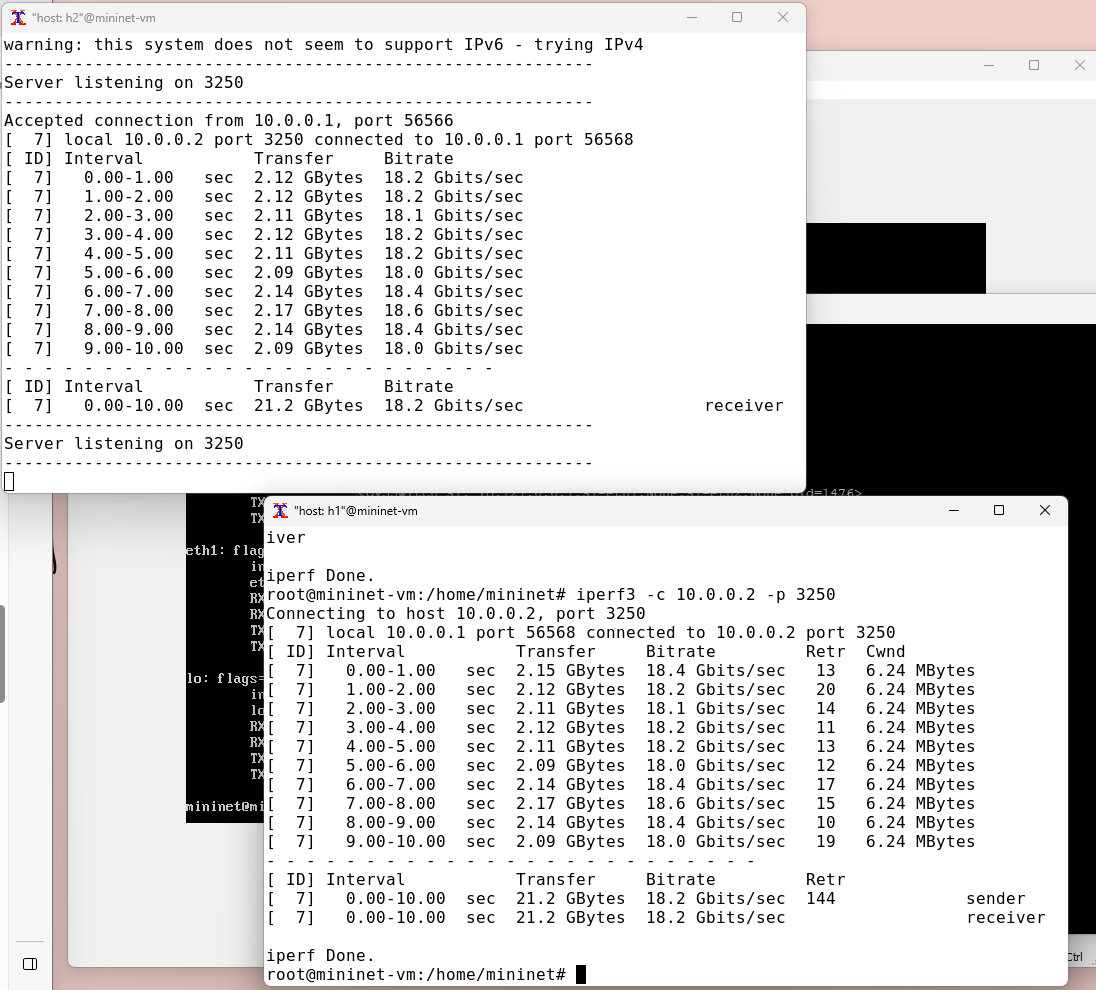 "host: h2"@mininet-vm
warning: this system does not seem to support IPv6 - trying IPv4
-----------------------------------------------------------
Server listening on 3250
-----------------------------------------------------------
Accepted connection from 10.0.0.1, port 56566
[  7] local 10.0.0.2 port 3250 connected to 10.0.0.1 port 56568
[ ID] Interval           Transfer     Bitrate
[  7]   0.00-1.00   sec  2.12 GBytes  18.2 Gbits/sec
[  7]   1.00-2.00   sec  2.12 GBytes  18.2 Gbits/sec
[  7]   2.00-3.00   sec  2.11 GBytes  18.1 Gbits/sec
[  7]   3.00-4.00   sec  2.12 GBytes  18.2 Gbits/sec
[  7]   4.00-5.00   sec  2.11 GBytes  18.2 Gbits/sec
[  7]   5.00-6.00   sec  2.09 GBytes  18.0 Gbits/sec
[  7]   6.00-7.00   sec  2.14 GBytes  18.4 Gbits/sec
[  7]   7.00-8.00   sec  2.17 GBytes  18.6 Gbits/sec
[  7]   8.00-9.00   sec  2.14 GBytes  18.4 Gbits/sec
[  7]   9.00-10.00  sec  2.09 GBytes  18.0 Gbits/sec
- - - - - - - - - - - - - - - - - - - - - - - - -
[ ID] Interval           Transfer     Bitrate
[  7]   0.00-10.00  sec  21.2 GBytes  18.2 Gbits/sec                  receiver
-----------------------------------------------------------
Server listening on 3250
-----------------------------------------------------------
TX
TX
eth1: flag
in
et
RX
RX
TX
TX
lo: flags=
in
lo
RX
RX
TX
TX
mininet@mi
"host: h1"@mininet-vm
iver
iperf Done.
root@mininet-vm:/home/mininet# iperf3 -c 10.0.0.2 -p 3250
Connecting to host 10.0.0.2, port 3250
[  7] local 10.0.0.1 port 56568 connected to 10.0.0.2 port 3250
[ ID] Interval           Transfer     Bitrate         Retr  Cwnd
[  7]   0.00-1.00   sec  2.15 GBytes  18.4 Gbits/sec   13   6.24 MBytes
[  7]   1.00-2.00   sec  2.12 GBytes  18.2 Gbits/sec   20   6.24 MBytes
[  7]   2.00-3.00   sec  2.11 GBytes  18.1 Gbits/sec   14   6.24 MBytes
[  7]   3.00-4.00   sec  2.12 GBytes  18.2 Gbits/sec   11   6.24 MBytes
[  7]   4.00-5.00   sec  2.11 GBytes  18.2 Gbits/sec   13   6.24 MBytes
[  7]   5.00-6.00   sec  2.09 GBytes  18.0 Gbits/sec   12   6.24 MBytes
[  7]   6.00-7.00   sec  2.14 GBytes  18.4 Gbits/sec   17   6.24 MBytes
[  7]   7.00-8.00   sec  2.17 GBytes  18.6 Gbits/sec   15   6.24 MBytes
[  7]   8.00-9.00   sec  2.14 GBytes  18.4 Gbits/sec   10   6.24 MBytes
[  7]   9.00-10.00  sec  2.09 GBytes  18.0 Gbits/sec   19   6.24 MBytes
- - - - - - - - - - - - - - - - - - - - - - - - -
[ ID] Interval           Transfer     Bitrate         Retr
[  7]   0.00-10.00  sec  21.2 GBytes  18.2 Gbits/sec  144             sender
[  7]   0.00-10.00  sec  21.2 GBytes  18.2 Gbits/sec                  receiver
iperf Done.
root@mininet-vm:/home/mininet#
Ctrl